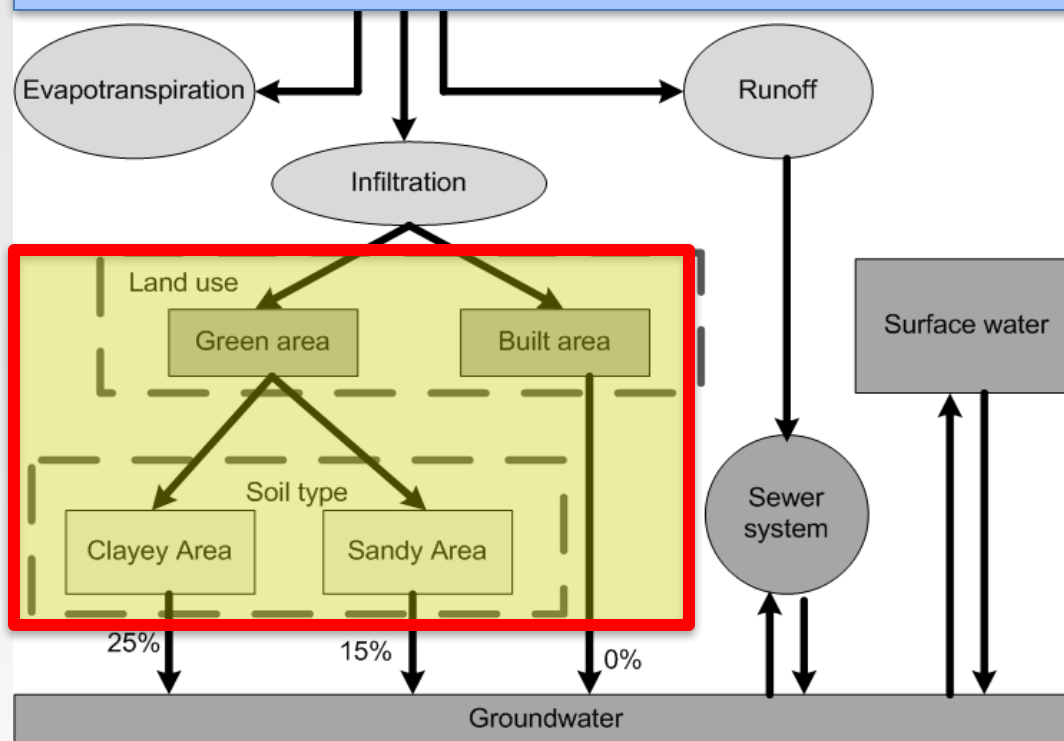 Evapotranspiration
Runoff
Infiltration
Land use
Green area
Built area
Surface water
Soil type
Clayey Area
Sandy Area
Sewer
system
25%
15%
0%
Groundwater